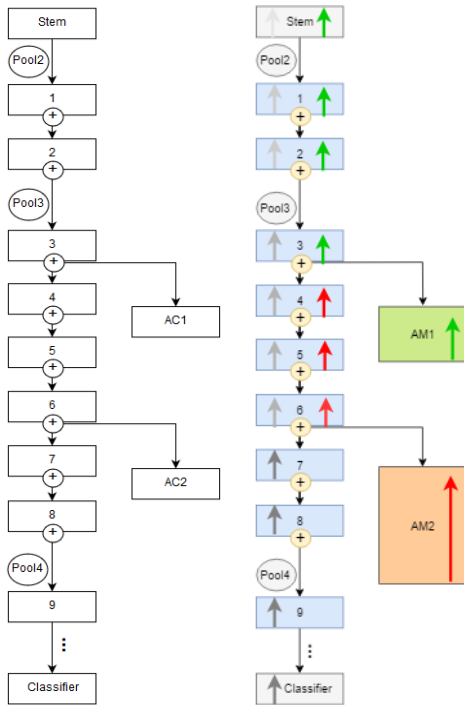 Stem
Pool2
1
+
2
+
Pool3
3
+
4
+
AC1
5
+
6
+
7
+
AC2
8
+
Pool4
9
...
Classifier
Stem
Pool2
1
+
2
+
Pool3
3
+
4
+
AM1
5
+
6
+
7
+
8
+
AM2
Pool4
9
...
Classifier